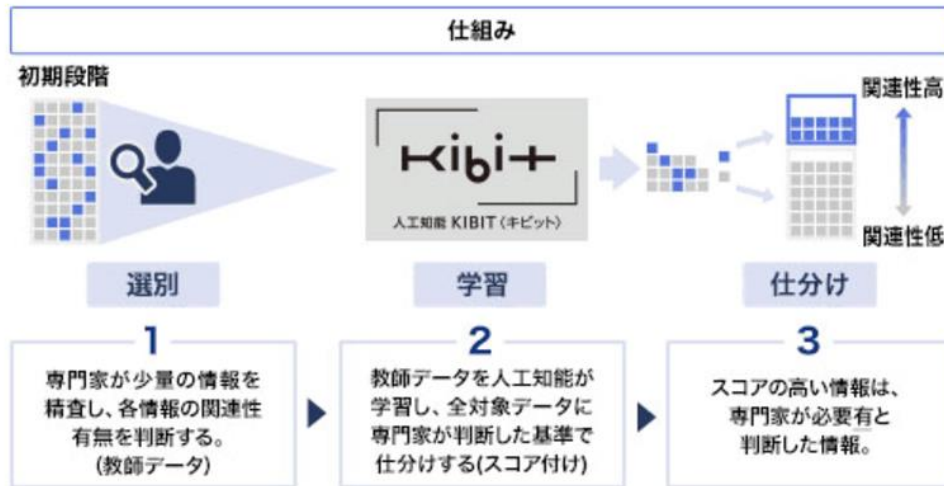 仕組み
初期段階
関連性高
kibit
人工知能 KIBIT（キビット）
関連性低
選別
学習
仕分け
1
専門家が少量の情報を
精査し、各情報の関連性
有無を判断する。
（教師データ）
2
教師データを人工知能が
学習し、全対象データに
専門家が判断した基準で
仕分けする(スコア付け)
3
スコアの高い情報は、
専門家が必要有と
判断した情報。